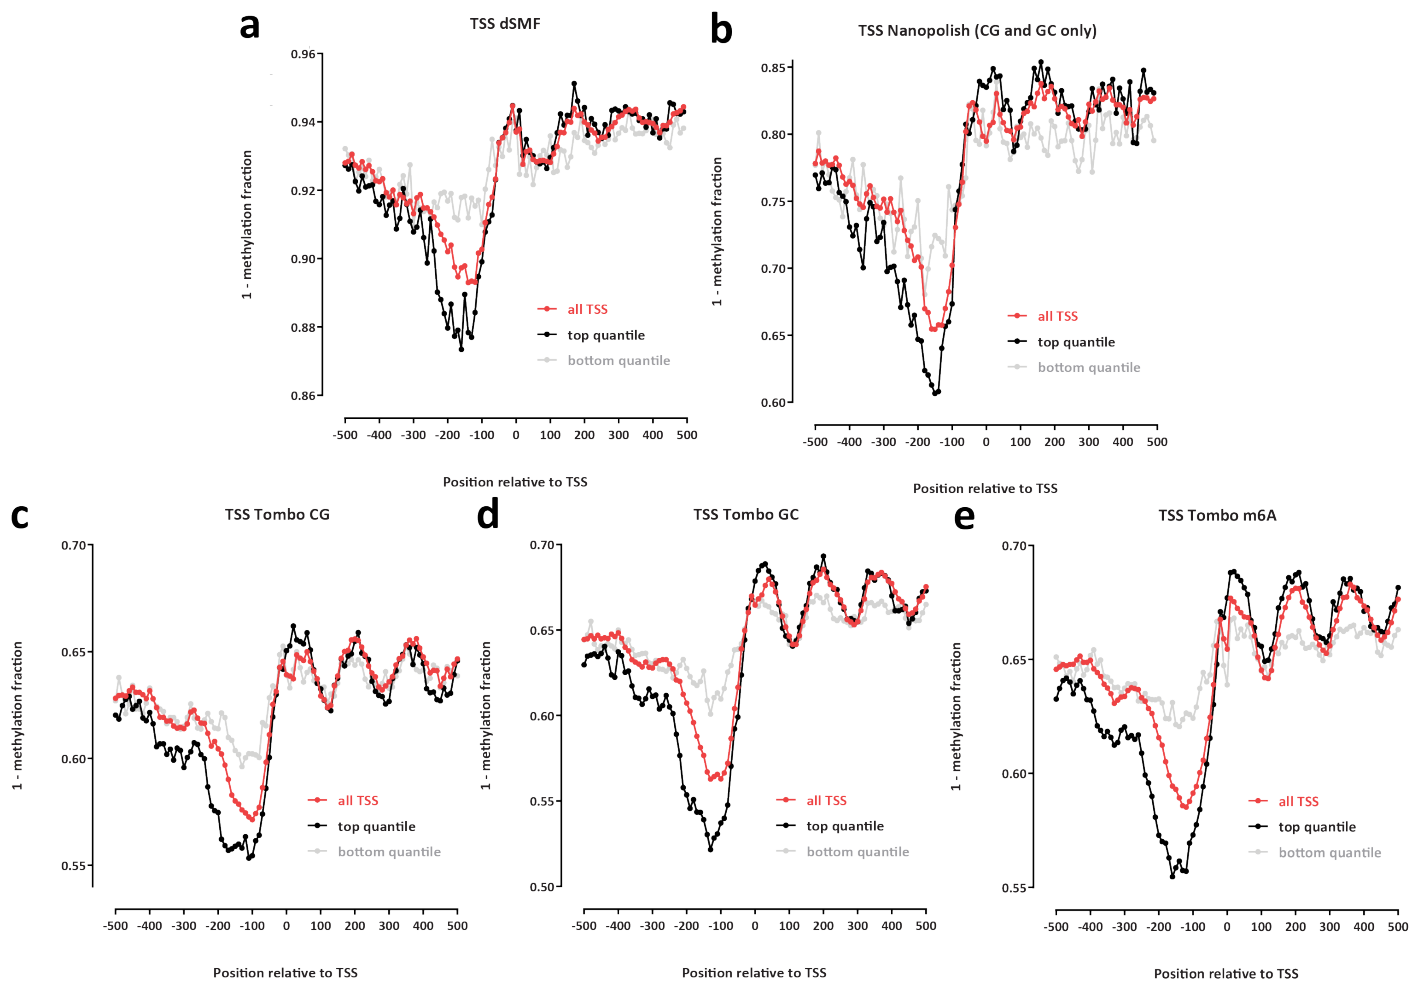 a
TSS dSMF
0.96
0.94
0.92
0.90
0.88
0.86
1 - methylation fraction
all TSS
top quantile
bottom quantile
-500 -400 -300 -200 -100 0 100 200 300 400 500
Position relative to TSS
b
TSS Nanopolish (CG and GC only)
0.85
0.80
0.75
0.70
0.65
0.60
1 - methylation fraction
all TSS
top quantile
bottom quantile
-500 -400 -300 -200 -100 0 100 200 300 400 500
Position relative to TSS
c
TSS Tombo CG
0.70
0.65
0.60
0.55
1 - methylation fraction
all TSS
top quantile
bottom quantile
-500 -400 -300 -200 -100 0 100 200 300 400 500
Position relative to TSS
d
TSS Tombo GC
0.70
0.65
0.60
0.55
0.50
1 - methylation fraction
all TSS
top quantile
bottom quantile
-500 -400 -300 -200 -100 0 100 200 300 400 500
Position relative to TSS
e
TSS Tombo m6A
0.70
0.65
0.60
0.55
1 - methylation fraction
all TSS
top quantile
bottom quantile
-500 -400 -300 -200 -100 0 100 200 300 400 500
Position relative to TSS